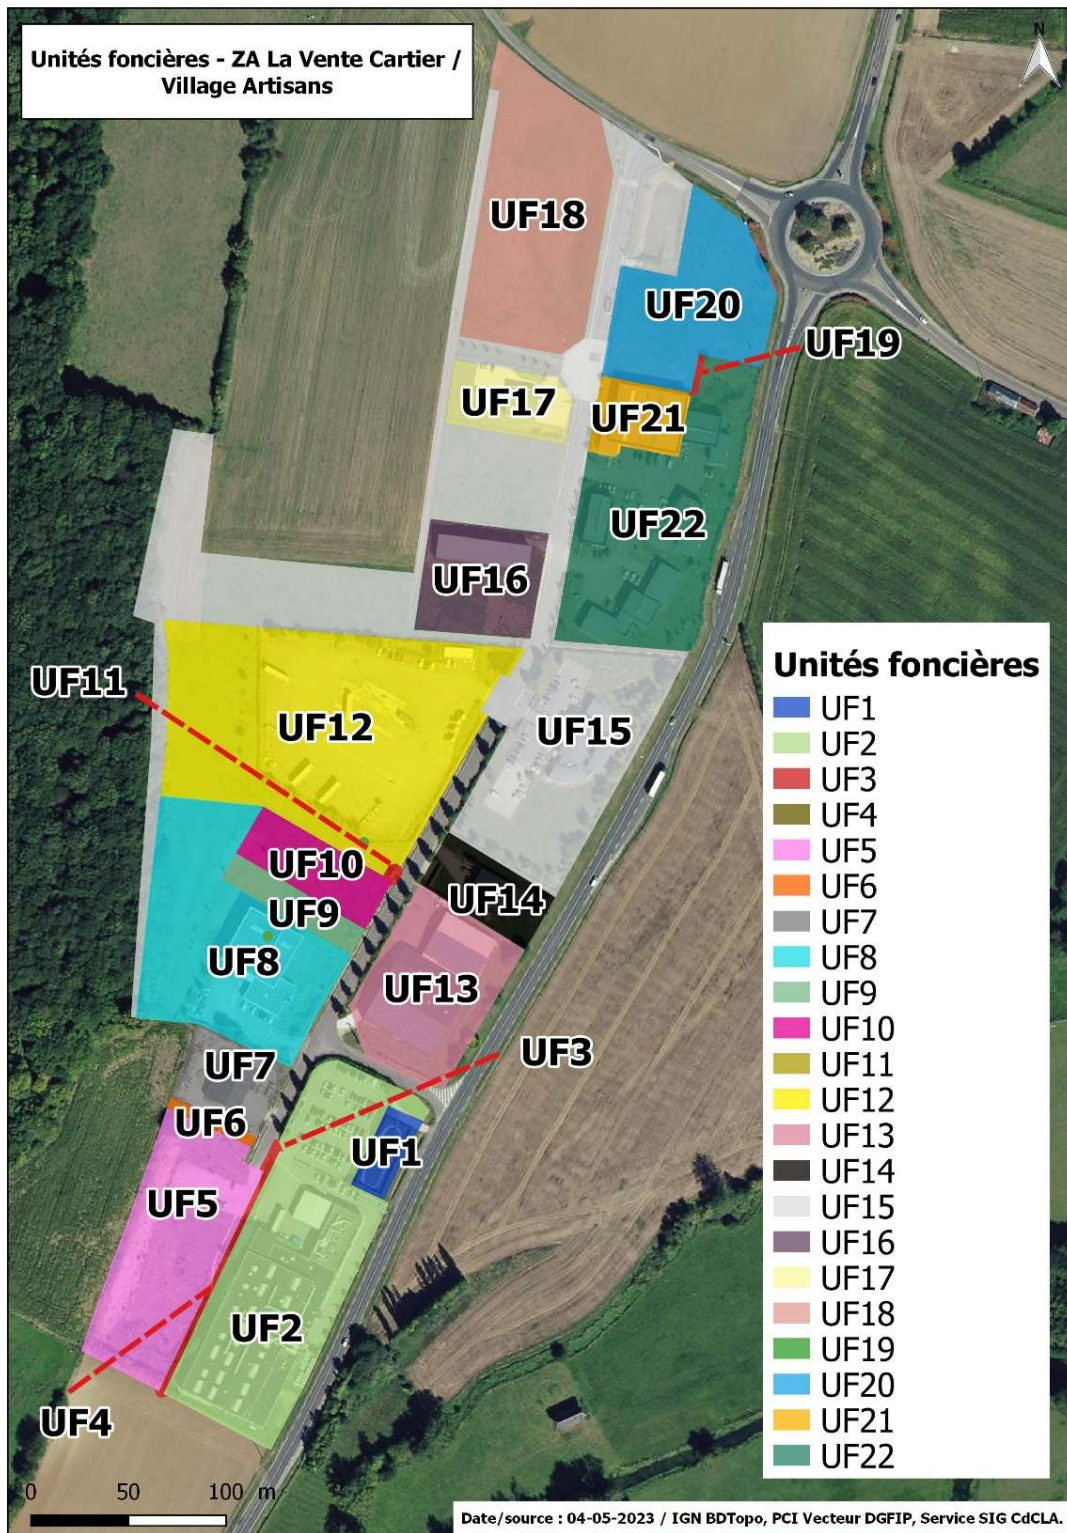 Unités foncières - ZA La Vente Cartier /
Village Artisans
N
UF18
UF20
UF19
UF17
UF21
UF22
UF16
UF11
UF12
UF15
UF10
UF14
UF9
UF8
UF13
UF3
UF7
UF6
UF1
UF5
UF2
UF4
Unités foncières
UF1
UF2
UF3
UF4
UF5
UF6
UF7
UF8
UF9
UF10
UF11
UF12
UF13
UF14
UF15
UF16
UF17
UF18
UF19
UF20
UF21
UF22
0 50 100 m
Date/source : 04-05-2023 / IGN BDTopo, PCI Vecteur DGFIP, Service SIG CdCLA.